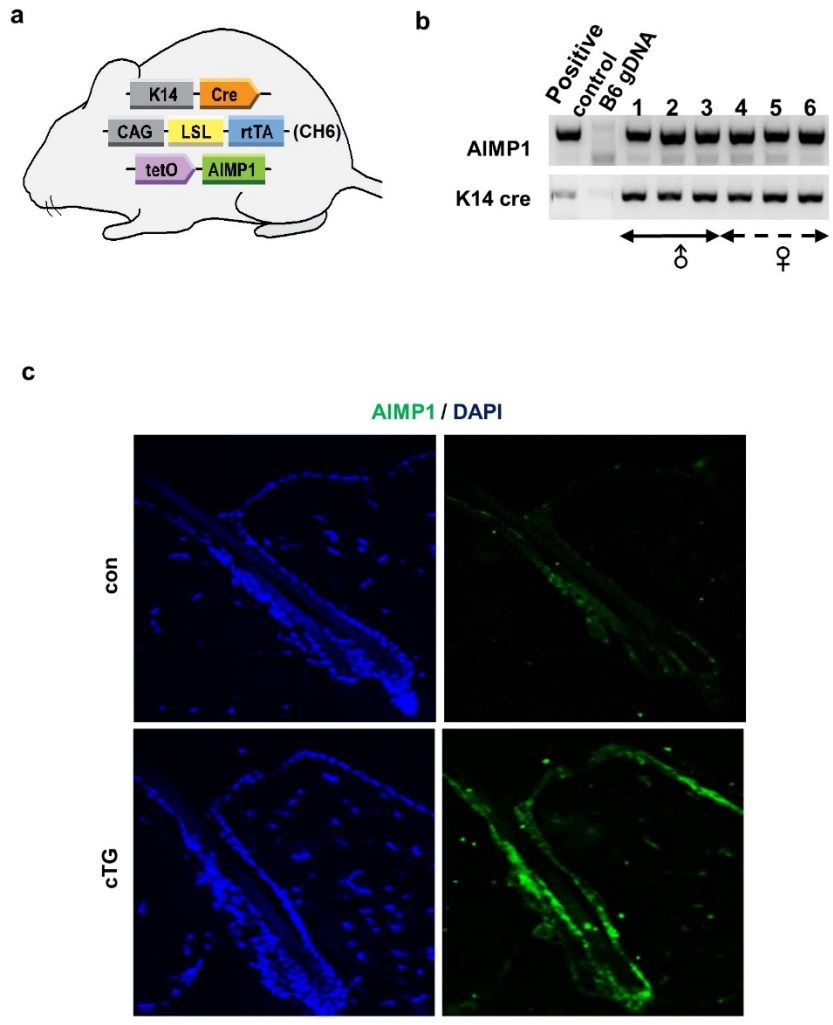 a
K14 Cre
CAG LSL rtTA (CH6)
tetO AIMP1
b
Positive
control
B6 gDNA
1 2 3 4 5 6
AIMP1
K14 cre
♂ ♀
c
AIMP1 / DAPI
con
cTG